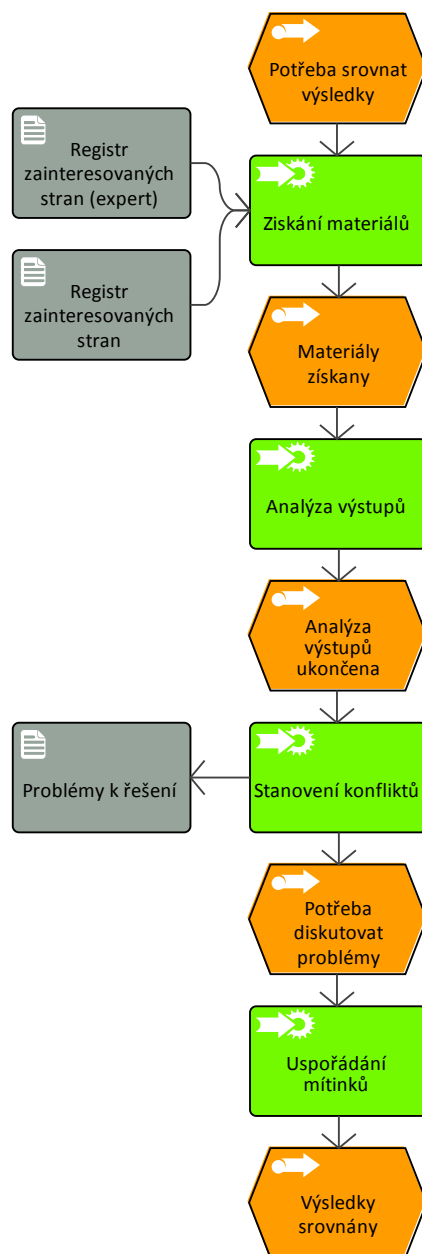 Potřeba srovnat
výsledky
Registr
zainteresovaných
stran (expert)
Ziskání materiálů
Registr
zainteresovaných
stran
Materiály
získany
Analýza výstupů
Analýza
výstupů
ukončena
Problémy k řešení
Stanovení konfliktů
Potřeba
diskutovat
problémy
Uspořádání
mítinků
Výsledky
srovnány